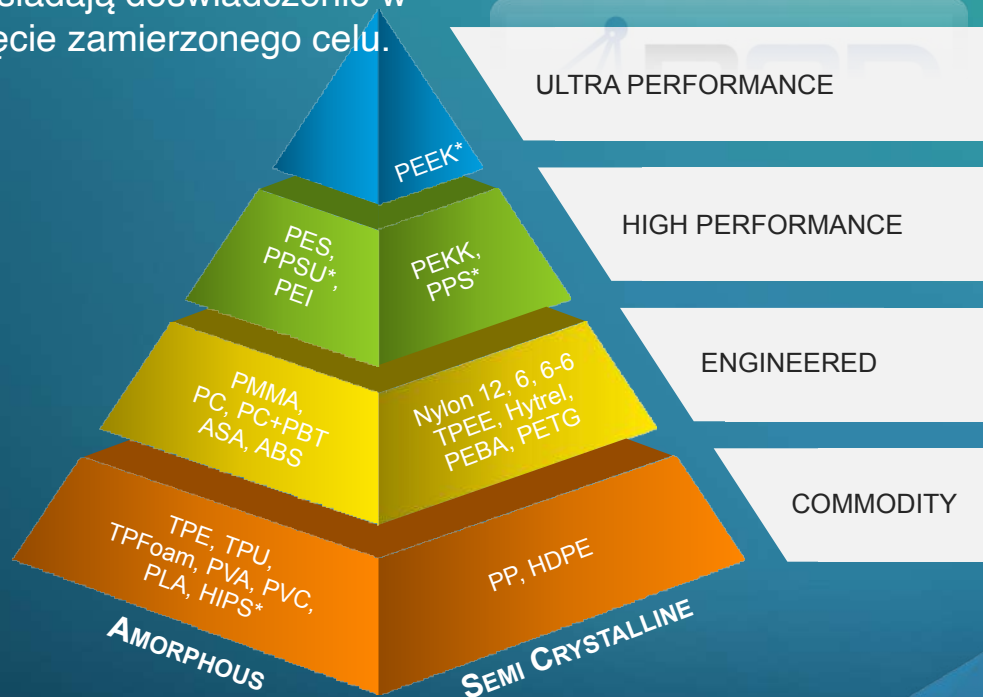 siadają doświadczenie w
ęcie zamierzonego celu.
ULTRA PERFORMANCE
PEEK*
HIGH PERFORMANCE
PES,
PPSU*,
PEI
PEKK,
PPS*
ENGINEERED
PMMA,
PC, PC+PBT
ASA, ABS
Nylon 12, 6, 6-6
TPEE, Hytrel,
PEBA, PETG
COMMODITY
TPE, TPU,
TPFoam, PVA, PVC,
PLA, HIPS*
PP, HDPE
AMORPHOUS
SEMI CRYSTALLINE